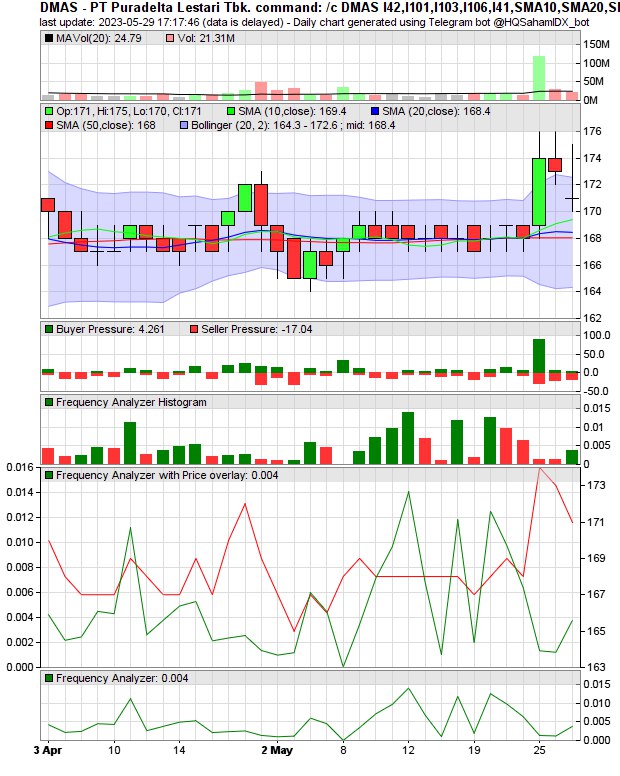 DMAS - PT Puradelta Lestari Tbk. command: /c DMAS I42,I101,I103,I106,I41,SMA10,SMA20,S
last update: 2023-05-29 17:17:46 (data is delayed) - Daily chart generated using Telegram bot @HQSahamIDX_bot
MAVol(20): 24.79 Vol: 21.31M
150M
100M
50M
0M
Op:171, Hi:175, Lo:170, Cl:171 SMA (10,close): 169.4 SMA (20,close): 168.4
SMA (50,close): 168 Bollinger (20, 2): 164.3 - 172.6 ; mid: 168.4
176
174
172
170
168
166
164
162
Buyer Pressure: 4.261 Seller Pressure: -17.04
100.0
50.0
0.0
-50.0
Frequency Analyzer Histogram
0.015
0.01
0.005
0
Frequency Analyzer with Price overlay: 0.004
0.016
0.014
0.012
0.010
0.008
0.006
0.004
0.002
0.000
173
171
169
167
165
163
Frequency Analyzer: 0.004
0.015
0.010
0.005
0.000
3 Apr 10 14 2 May 8 12 19 25